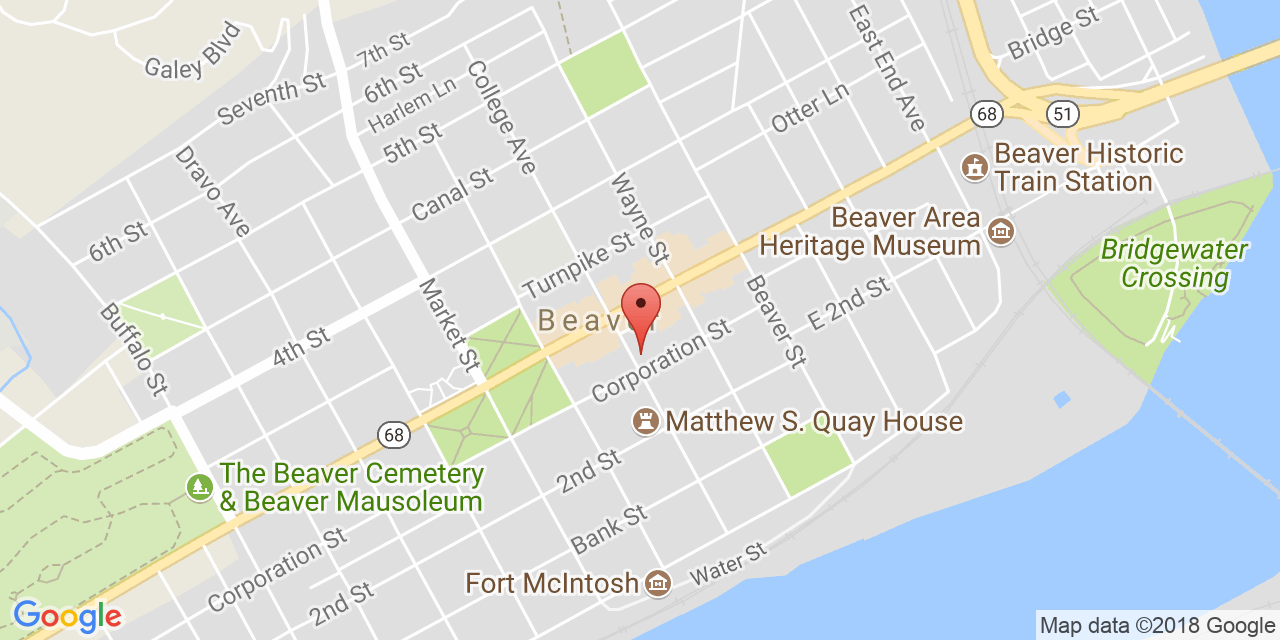 Galey Blvd
7th St
Seventh St
6th St
Harlem Ln
5th St
College Ave
East End Ave
Bridge St
68
51
Otter Ln
Dravo Ave
Canal St
Wayne St
Beaver Historic
Train Station
Beaver Area
Heritage Museum
Bridgewater
Crossing
6th St
Turnpike St
Buffalo St
4th St
Market St
Beaver
Beaver St
E 2nd St
Corporation St
Matthew S. Quay House
68
The Beaver Cemetery
& Beaver Mausoleum
2nd St
Bank St
Corporation St
Water St
Fort McIntosh
2nd St
Google
Map data ©2018 Google